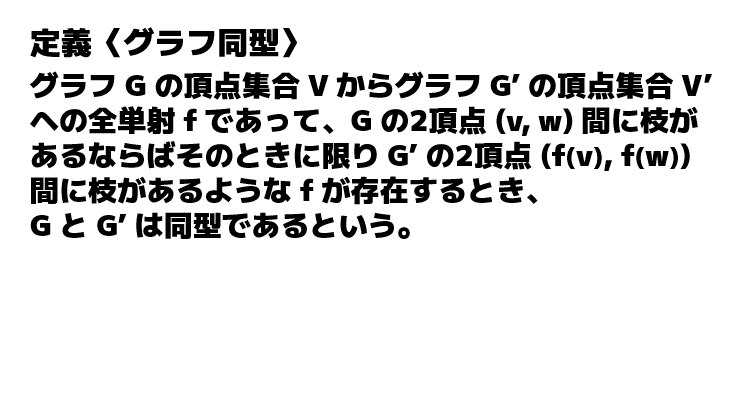 定義〈グラフ同型〉
グラフ G の頂点集合 V からグラフ G’ の頂点集合 V’
への全単射 f であって、G の2頂点 (v, w) 間に枝が
あるならばそのときに限り G’ の2頂点 (f(v), f(w))
間に枝があるような f が存在するとき、
G と G’ は同型であるという。